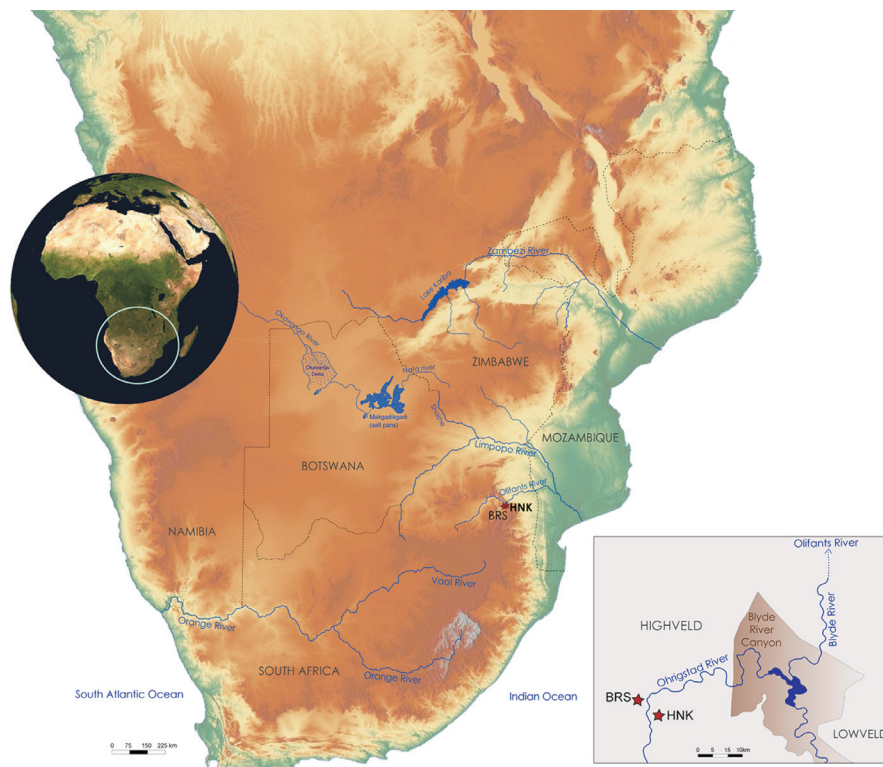 Zambezi River
Lake Kariba
Okavango River
ZIMBABWE
Okavango
Delta
Nata river
Makgadikgadi
(salt pans)
Shashe
MOZAMBIQUE
Limpopo River
BOTSWANA
Olifants River
HNK
BRS
NAMIBIA
Vaal River
Orange River
SOUTH AFRICA
Orange River
South Atlantic Ocean
Indian Ocean
0 75 150 225 km
Olifants River
HIGHVELD
Blyde
River
Canyon
Blyde River
Ohrigstad River
BRS
HNK
LOWVELD
0 5 10 15 10km